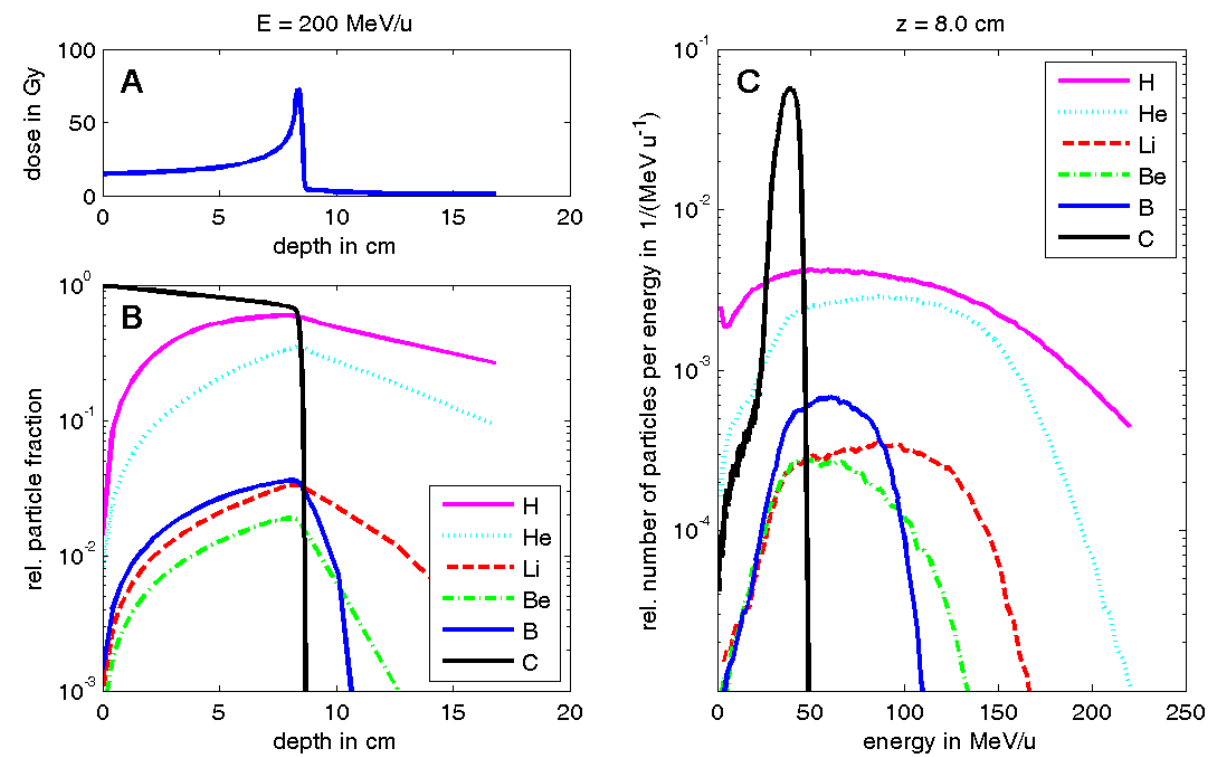 E = 200 MeV/u
A
dose in Gy
100
50
0
0 5 10 15 20
depth in cm
B
rel. particle fraction
10^0
10^-1
10^-2
10^-3
H
He
Li
Be
B
C
0 5 10 15 20
depth in cm
z = 8.0 cm
C
rel. number of particles per energy in 1/(MeV u^-1)
10^-1
10^-2
10^-3
10^-4
H
He
Li
Be
B
C
0 50 100 150 200 250
energy in MeV/u